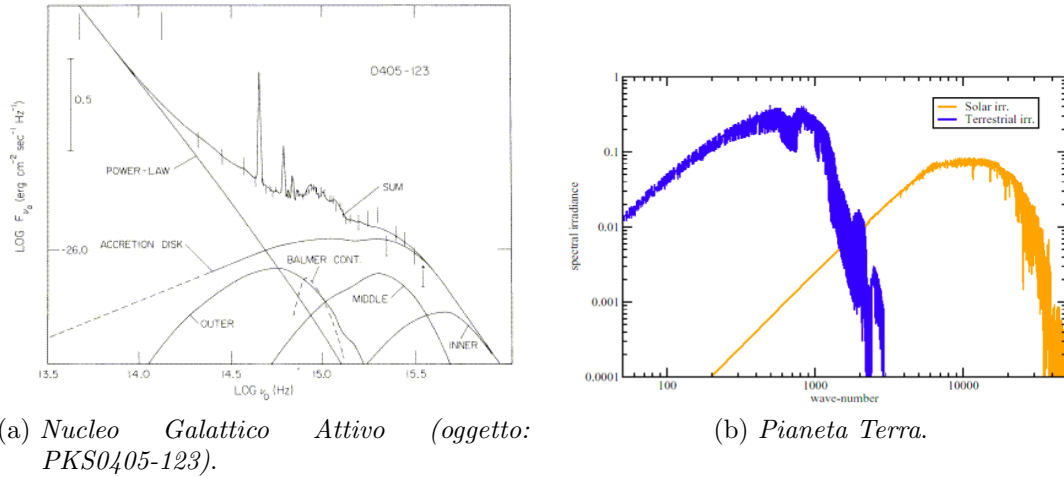 0405-123
0.5
POWER-LAW
SUM
LOG Fν₀ (erg cm⁻² sec⁻¹ Hz⁻¹)
-26.0
ACCRETION DISK
BALMER CONT.
MIDDLE
OUTER
INNER
13.5 14.0 14.5 15.0 15.5
LOG ν₀ (Hz)
(a) Nucleo Galattico Attivo (oggetto:
PKS0405-123).
1
Solar irr.
Terrestrial irr.
0.1
spectral irradiance
0.01
0.001
0.0001
100 1000 10000
wave-number
(b) Pianeta Terra.